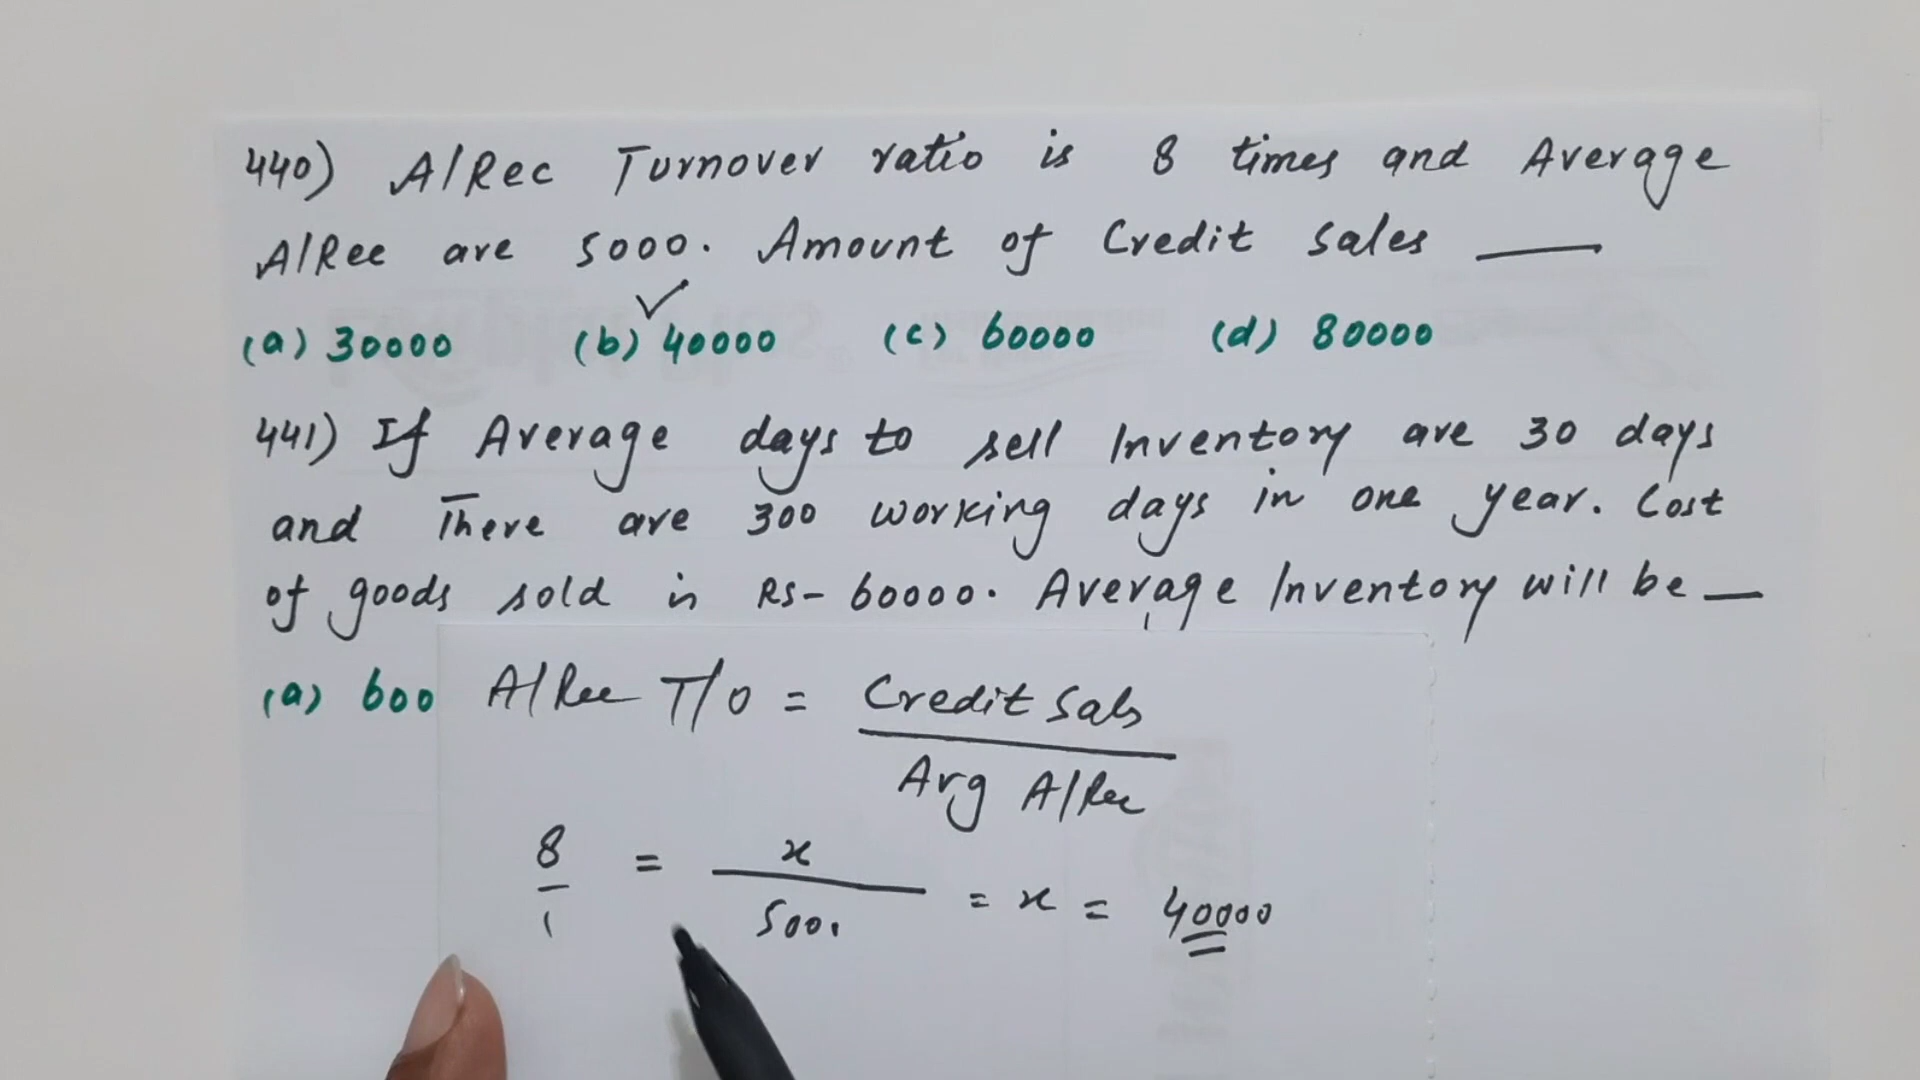 440) A/Rec Turnover ratio is 8 times and Average
A/Rec are 5000. Amount of Credit sales __
(a) 30000 (b) 40000 (c) 60000 (d) 80000
441) If Average days to sell Inventory are 30 days
and There are 300 working days in one year. Cost
of goods sold is RS- 60000. Average Inventory will be _
(a) 600
A/Rec T/O = Credit Sals
Avg A/Rec
8 = x
1 5000 = x = 40000